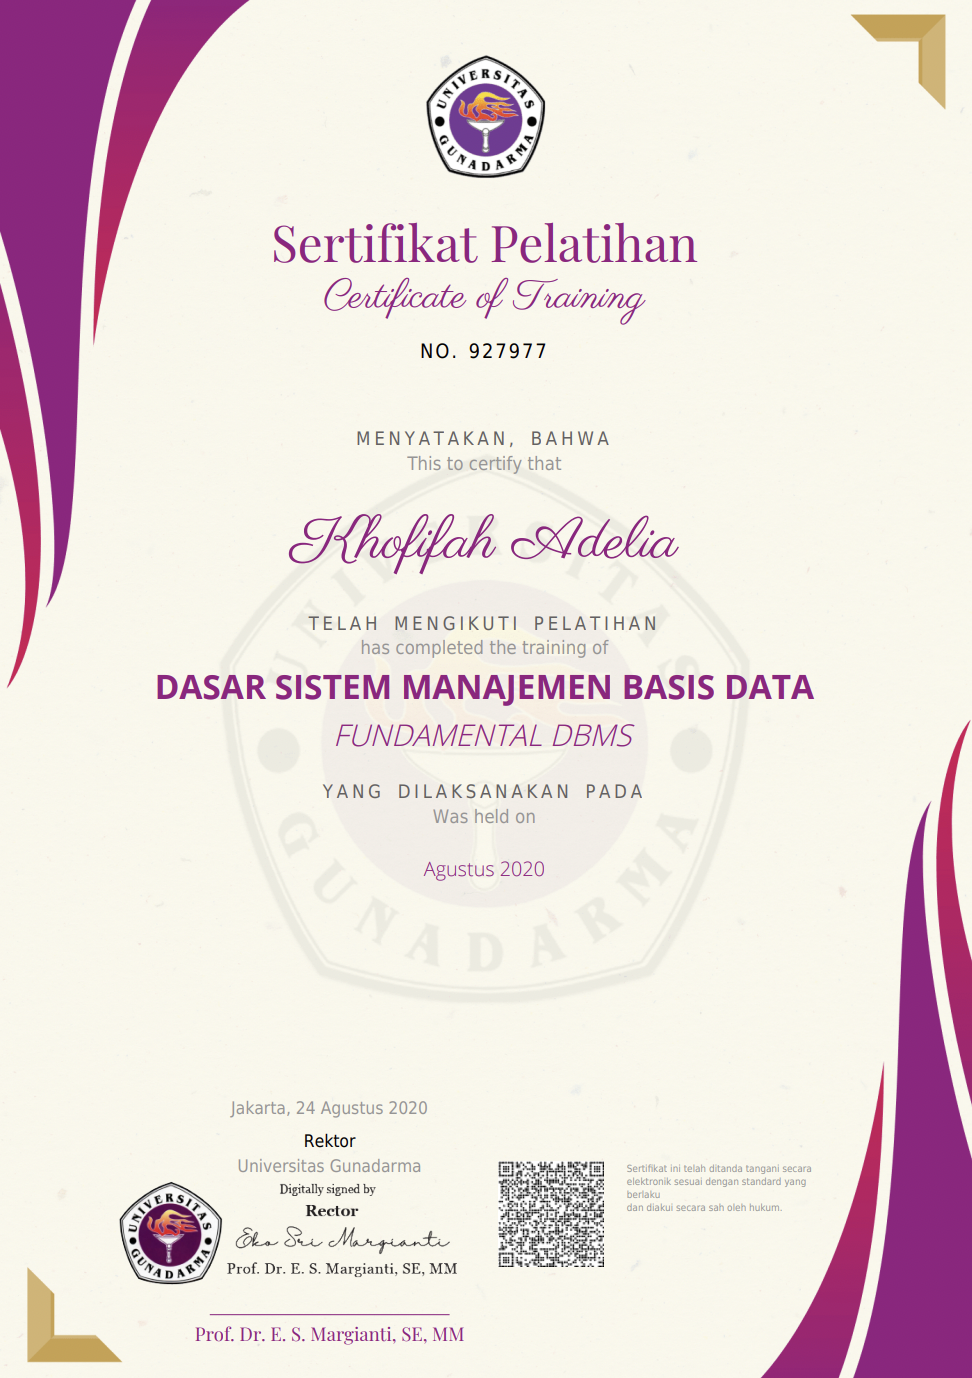 UNIVERSITAS
GUNADARMA
Sertifikat Pelatihan
Certificate of Training
NO. 927977
MENYATAKAN, BAHWA
This to certify that
Khofifah Adelia
TELAH MENGIKUTI PELATIHAN
has completed the training of
DASAR SISTEM MANAJEMEN BASIS DATA
FUNDAMENTAL DBMS
YANG DILAKSANAKAN PADA
Was held on
Agustus 2020
UNIVERSITAS
GUNADARMA
Jakarta, 24 Agustus 2020
Rektor
Universitas Gunadarma
Digitally signed by
Rector
Eko Sri Margianti
Prof. Dr. E. S. Margianti, SE, MM
UNIVERSITAS
GUNADARMA
Prof. Dr. E. S. Margianti, SE, MM
Sertifikat ini telah ditanda tangani secara
elektronik sesuai dengan standard yang
berlaku
dan diakui secara sah oleh hukum.